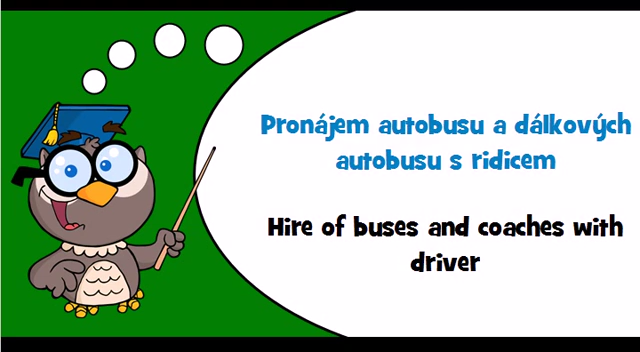 Pronájem autobusu a dálkových
autobusu s ridicem
Hire of buses and coaches with
driver